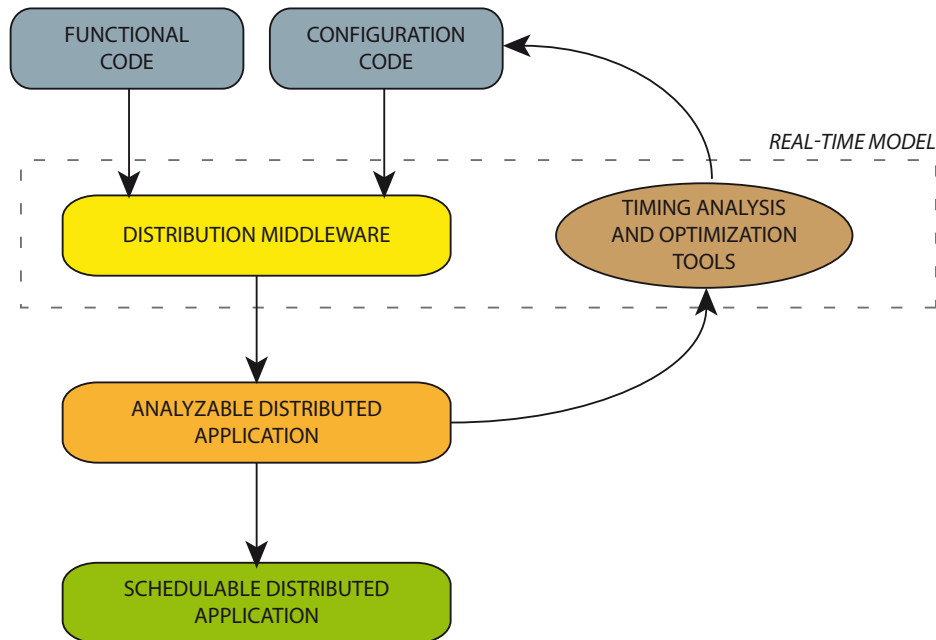 FUNCTIONAL
CODE
CONFIGURATION
CODE
REAL-TIME MODEL
DISTRIBUTION MIDDLEWARE
TIMING ANALYSIS
AND OPTIMIZATION
TOOLS
ANALYZABLE DISTRIBUTED
APPLICATION
SCHEDULABLE DISTRIBUTED
APPLICATION